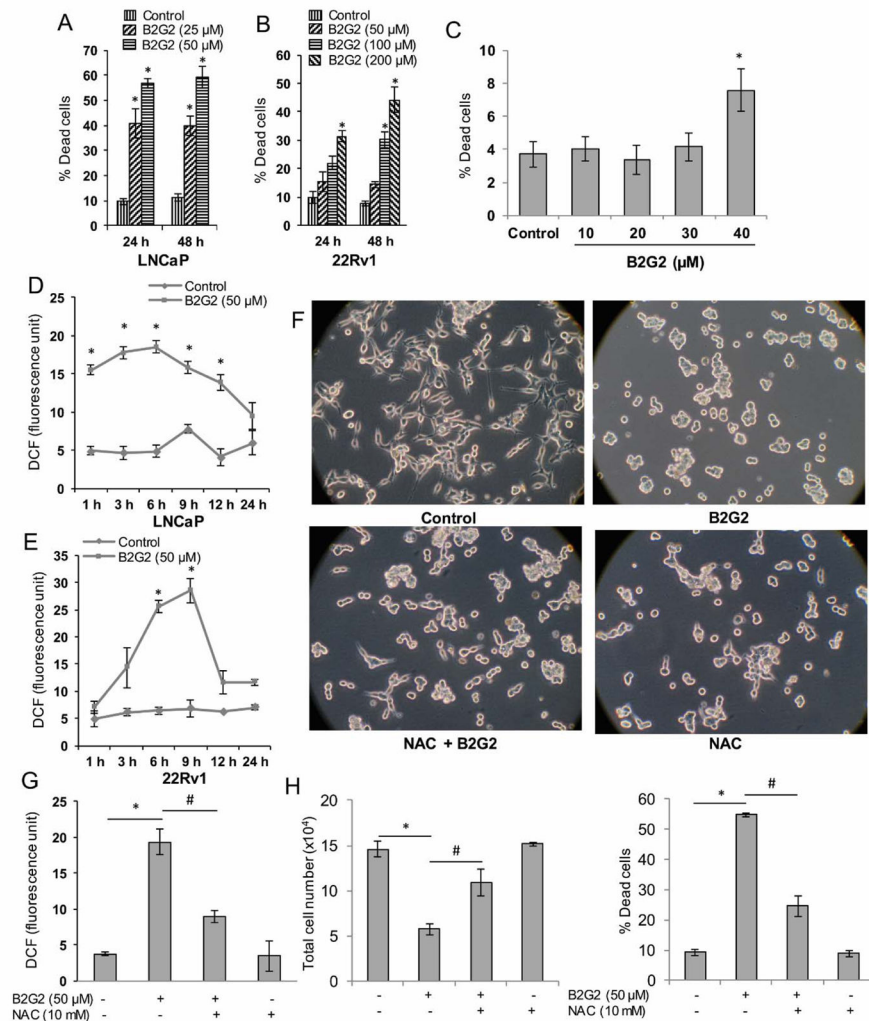 A
Control
B2G2 (25 µM)
B2G2 (50 µM)
% Dead cells
70
60
50
40
30
20
10
0
* * * *
24 h 48 h
LNCaP
B
Control
B2G2 (50 µM)
B2G2 (100 µM)
B2G2 (200 µM)
% Dead cells
60
50
40
30
20
10
0
* * *
24 h 48 h
22Rv1
C
% Dead cells
10
8
6
4
2
0
*
Control 10 20 30 40
B2G2 (µM)
D
Control
B2G2 (50 µM)
DCF (fluorescence unit)
25
20
15
10
5
0
* * * * *
1 h 3 h 6 h 9 h 12 h 24 h
LNCaP
E
Control
B2G2 (50 µM)
DCF (fluorescence unit)
35
30
25
20
15
10
5
0
* *
1 h 3 h 6 h 9 h 12 h 24 h
22Rv1
F
Control
B2G2
NAC + B2G2
NAC
G
DCF (fluorescence unit)
25
20
15
10
5
0
* #
B2G2 (50 µM) - + + -
NAC (10 mM) - - + +
H
Total cell number (x10⁴)
20
15
10
5
0
* #
- + + -
- - + +
% Dead cells
60
50
40
30
20
10
0
* #
B2G2 (50 µM) - + + -
NAC (10 mM) - - + +